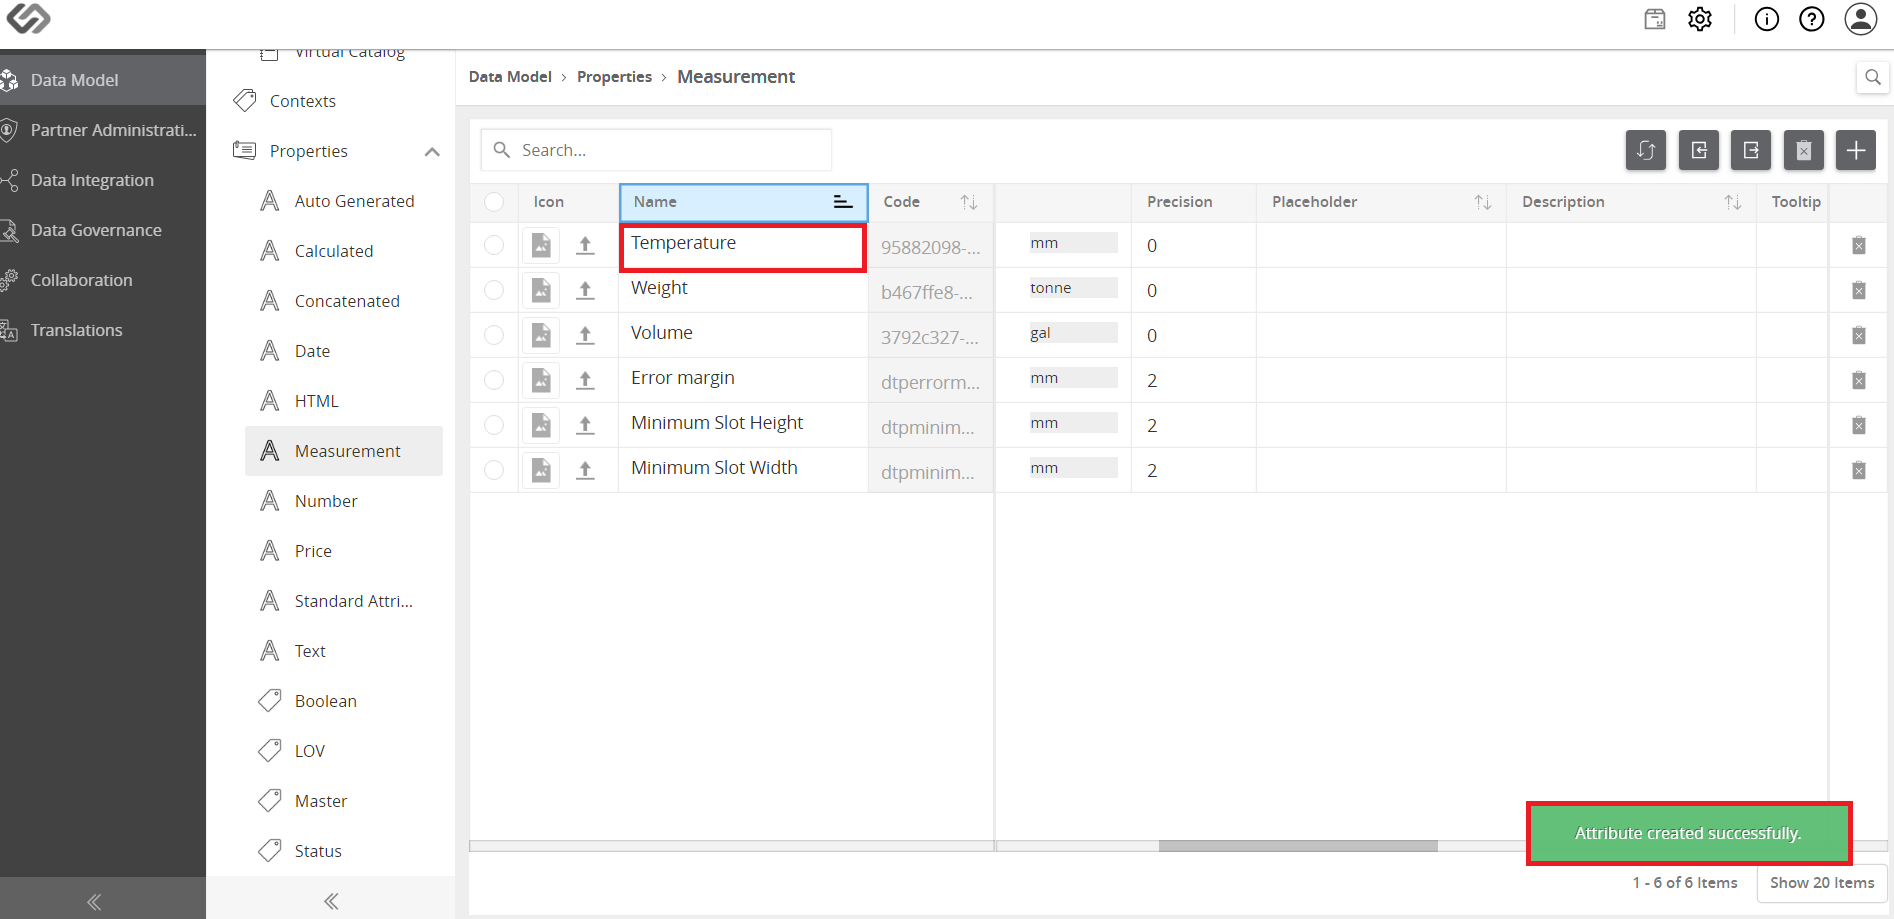 Data Model
Partner Administrati...
Data Integration
Data Governance
Collaboration
Translations
Virtual Catalog
Contexts
Properties
Auto Generated
Calculated
Concatenated
Date
HTML
Measurement
Number
Price
Standard Attri...
Text
Boolean
LOV
Master
Status
Data Model > Properties > Measurement
Search...
Icon Name Code Precision Placeholder Description Tooltip
Temperature 95882098-... mm 0
Weight b467ffe8-... tonne 0
Volume 3792c327-... gal 0
Error margin dtperrorm... mm 2
Minimum Slot Height dtpminim... mm 2
Minimum Slot Width dtpminim... mm 2
Attribute created successfully.
1 - 6 of 6 Items Show 20 Items